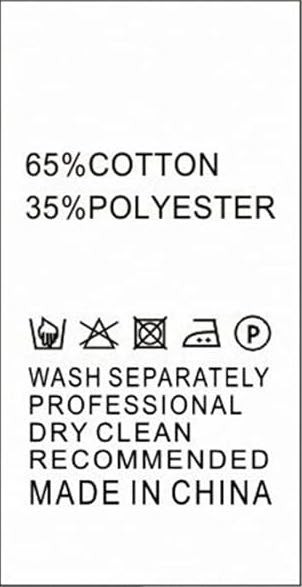 65%COTTON
35%POLYESTER
P
WASH SEPARATELY
PROFESSIONAL
DRY CLEAN
RECOMMENDED
MADE IN CHINA